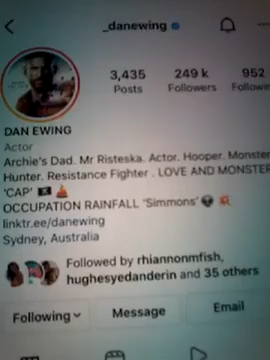 _danewing
3,435 249 k 952
Posts Followers Followin
DAN EWING
Actor
Archie's Dad. Mr Risteska. Actor. Hooper. Monster
Hunter. Resistance Fighter . LOVE AND MONSTER
'CAP'
OCCUPATION RAINFALL 'Simmons'
linktr.ee/danewing
Sydney, Australia
Followed by rhiannonmfish,
hughesyedanderin and 35 others
Following Message Email